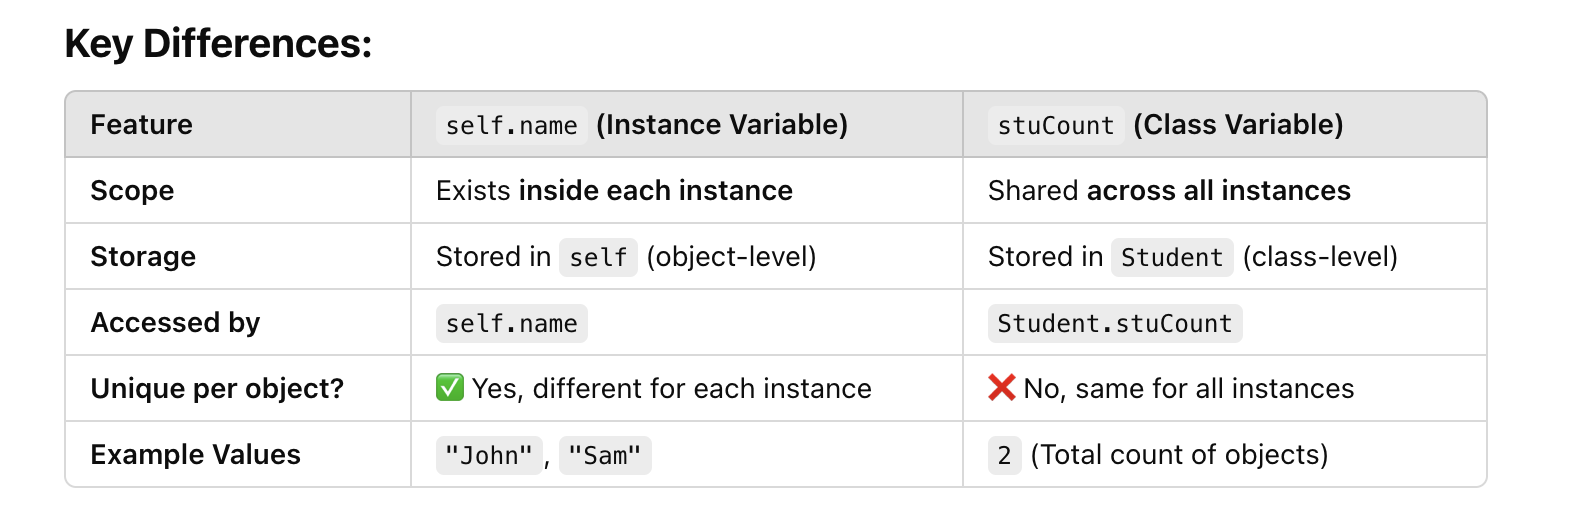 Key Differences:
Feature self.name (Instance Variable) stuCount (Class Variable)
Scope Exists inside each instance Shared across all instances
Storage Stored in self (object-level) Stored in Student (class-level)
Accessed by self.name Student.stuCount
Unique per object? ✅ Yes, different for each instance ❌ No, same for all instances
Example Values "John", "Sam" 2 (Total count of objects)